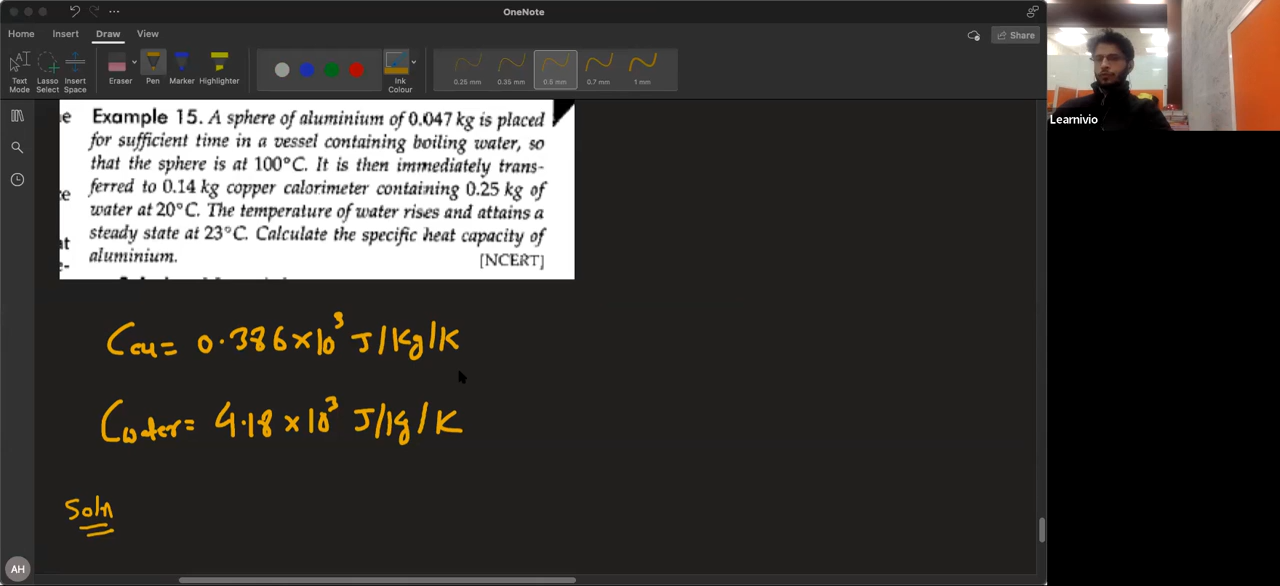 OneNote
Home Insert Draw View
Share
Text Mode
Lasso Select
Insert Space
Eraser
Pen
Marker
Highlighter
Ink Colour
0.25 mm
0.35 mm
0.5 mm
0.7 mm
1 mm
Learnivio
Example 15. A sphere of aluminium of 0.047 kg is placed
for sufficient time in a vessel containing boiling water, so
that the sphere is at 100°C. It is then immediately trans-
ferred to 0.14 kg copper calorimeter containing 0.25 kg of
water at 20°C. The temperature of water rises and attains a
steady state at 23°C. Calculate the specific heat capacity of
aluminium. [NCERT]
Ccu = 0.386×10³ J/Kg/K
Cwater = 4.18×10³ J/Kg/K
Soln
AH